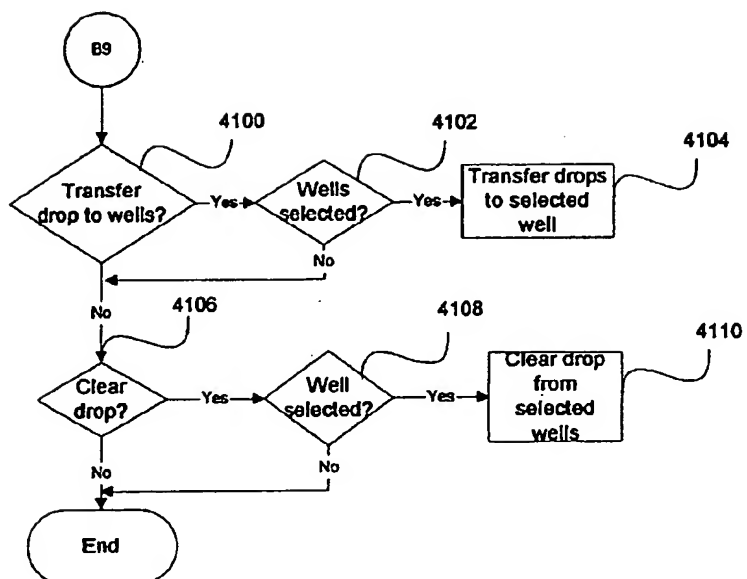 B9
4100
Transfer
drop to wells?
Yes
4102
Wells
selected?
Yes
4104
Transfer drops
to selected
well
No
No
4106
Clear
drop?
Yes
4108
Well
selected?
Yes
4110
Clear drop
from
selected
wells
No
No
End